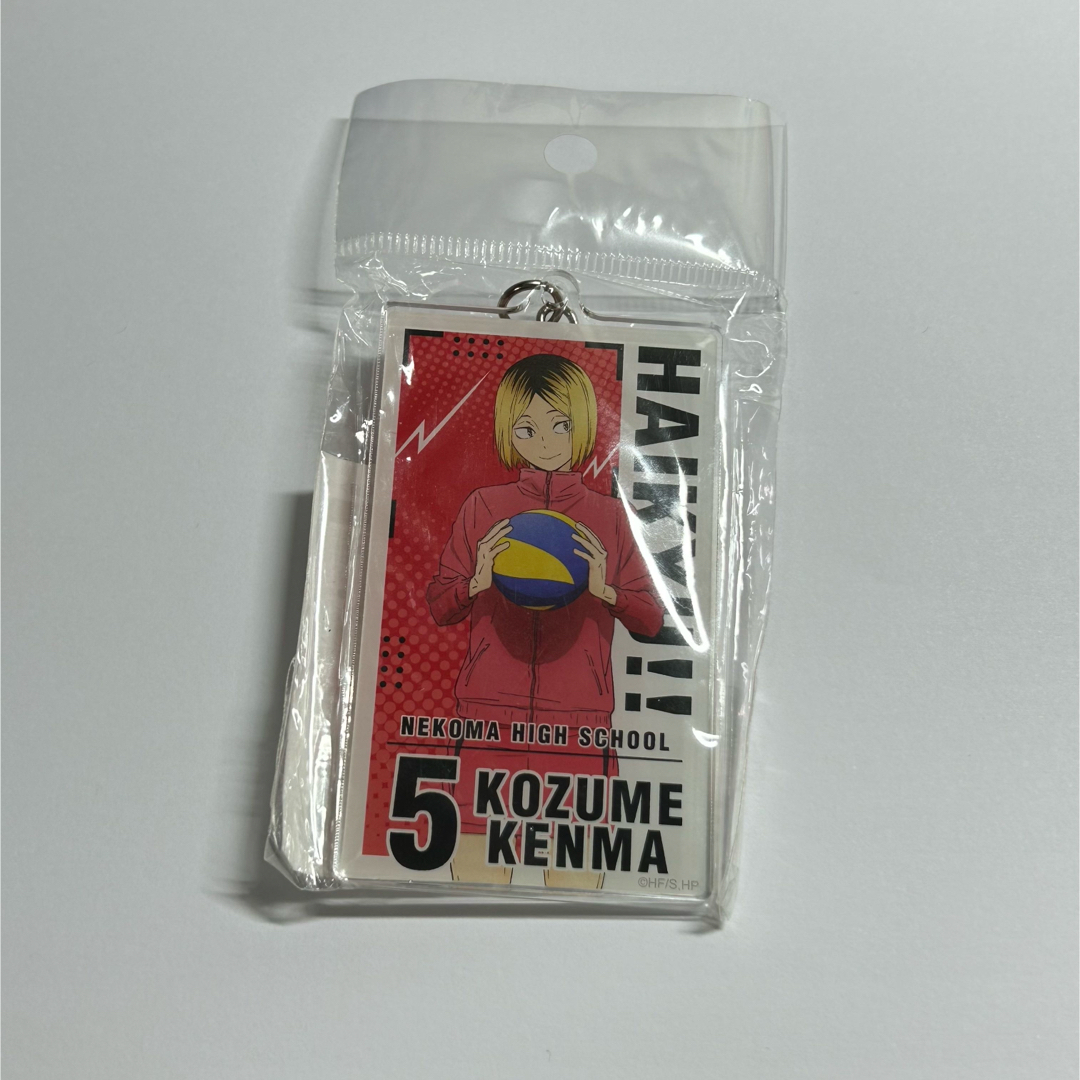 HAIKYU!!
NEKOMA HIGH SCHOOL
5 KOZUME
KENMA
©HF/S,HP